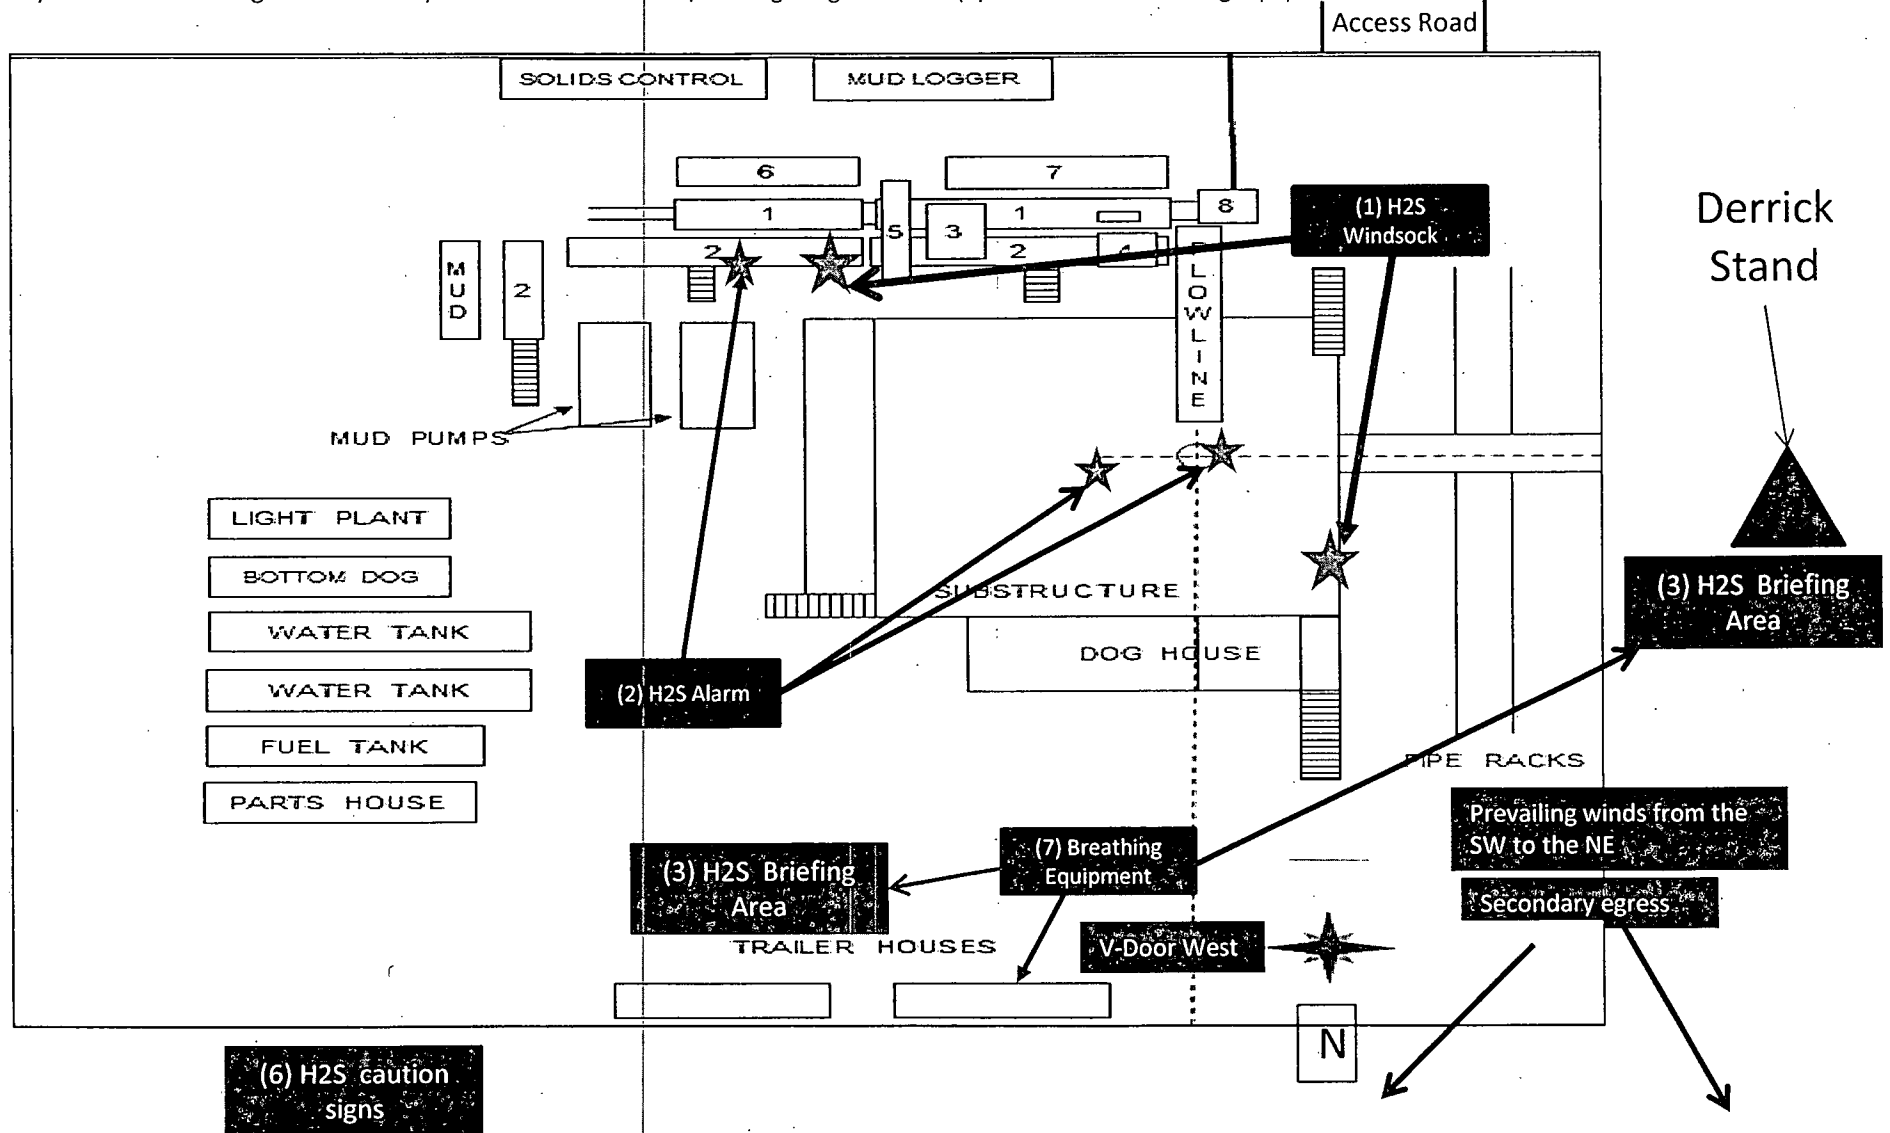 Access Road
SOLIDS CONTROL
MUD LOGGER
6
7
1
1
8
5
3
2
2
4
(1) H2S
Windsock
Derrick
Stand
MUD
2
FLOWLINE
MUD PUMPS
LIGHT PLANT
BOTTOM DOG
WATER TANK
WATER TANK
FUEL TANK
PARTS HOUSE
SUBSTRUCTURE
DOG HOUSE
(3) H2S Briefing
Area
(2) H2S Alarm
PIPE RACKS
Prevailing winds from the
SW to the NE
Secondary egress
(7) Breathing
Equipment
(3) H2S Briefing
Area
TRAILER HOUSES
V-Door West
N
(6) H2S caution
signs